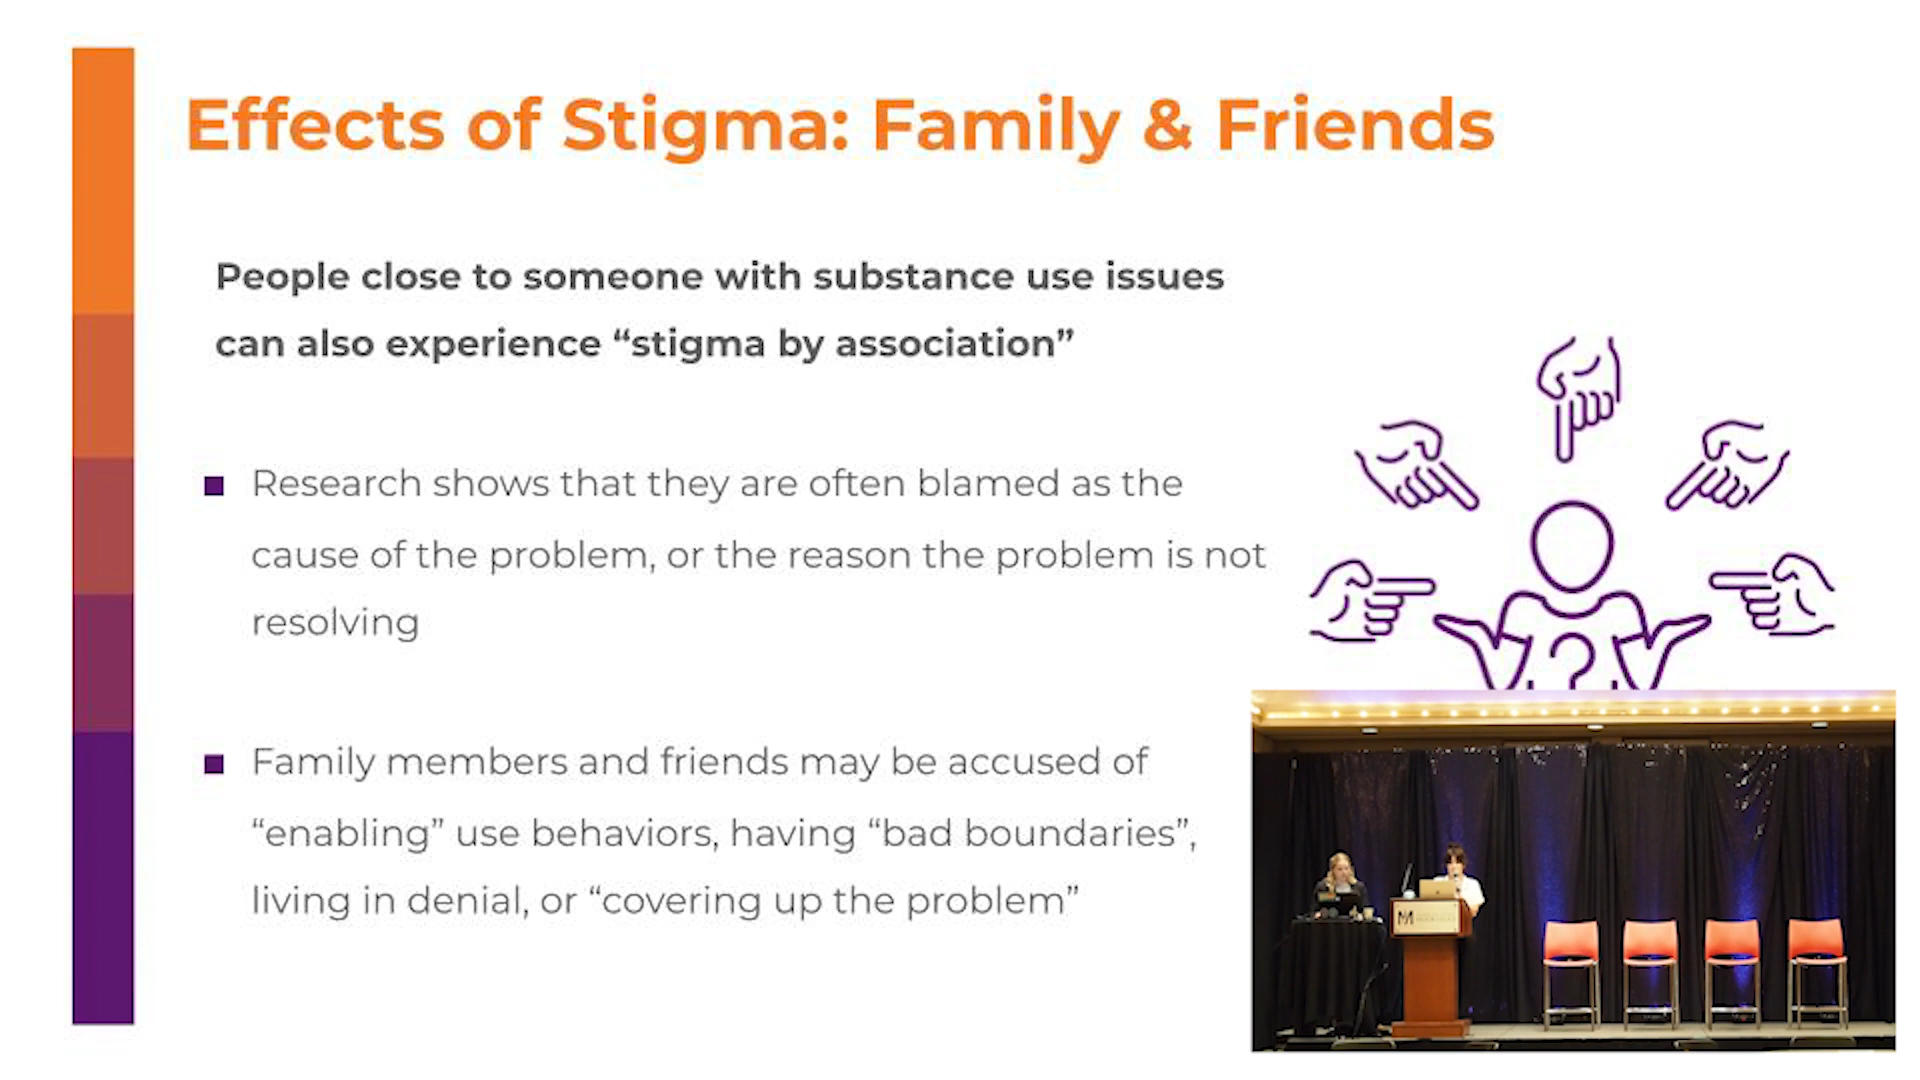 Effects of Stigma: Family & Friends
People close to someone with substance use issues
can also experience “stigma by association”
■ Research shows that they are often blamed as the
cause of the problem, or the reason the problem is not
resolving
■ Family members and friends may be accused of
“enabling” use behaviors, having “bad boundaries”,
living in denial, or “covering up the problem”
?